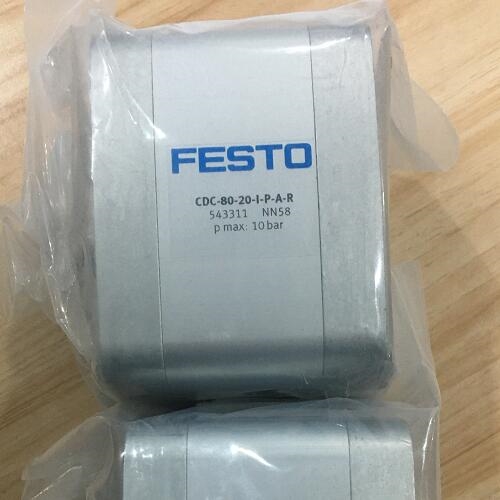 FESTO
CDC-80-20-I-P-A-R
543311 NN58
p max: 10 bar